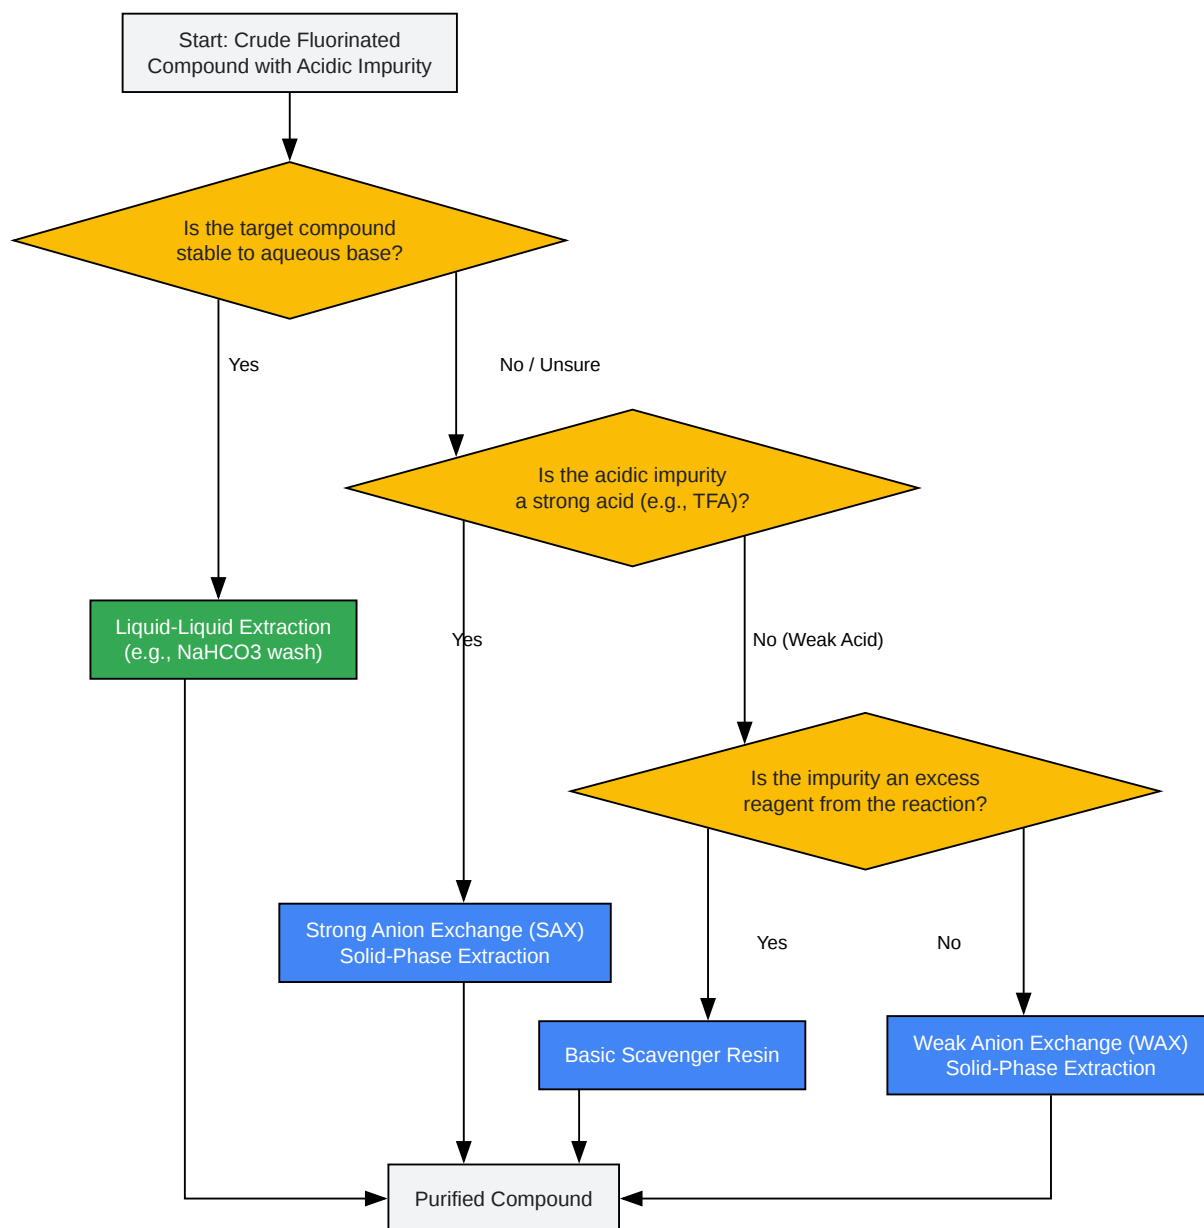 Start: Crude Fluorinated
Compound with Acidic Impurity
Is the target compound
stable to aqueous base?
Yes
No / Unsure
Is the acidic impurity
a strong acid (e.g., TFA)?
Liquid-Liquid Extraction
(e.g., NaHCO3 wash)
Yes
No (Weak Acid)
Is the impurity an excess
reagent from the reaction?
Strong Anion Exchange (SAX)
Solid-Phase Extraction
Yes
No
Basic Scavenger Resin
Weak Anion Exchange (WAX)
Solid-Phase Extraction
Purified Compound